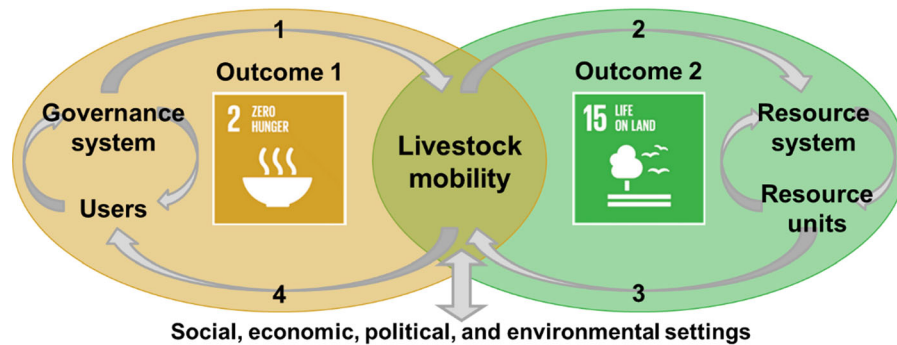 1
2
Outcome 1
Outcome 2
Governance
system
2 ZERO
HUNGER
Livestock
mobility
15 LIFE
ON LAND
Resource
system
Users
Resource
units
4
3
Social, economic, political, and environmental settings